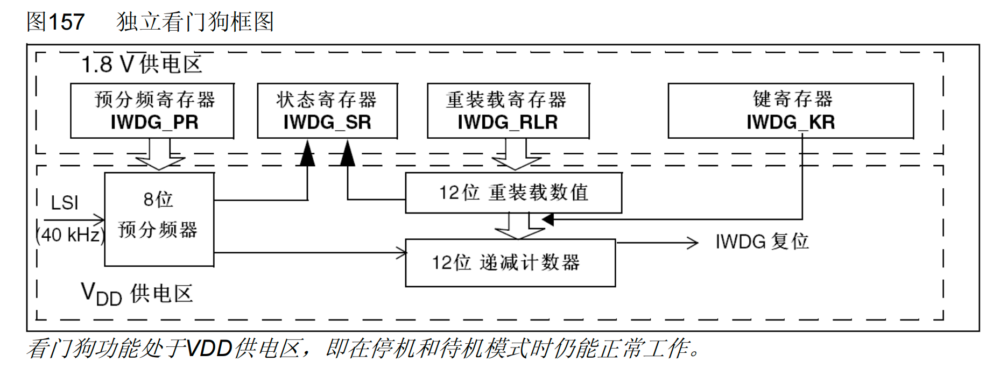 图157 独立看门狗框图
1.8 V 供电区
预分频寄存器
IWDG_PR
状态寄存器
IWDG_SR
重装载寄存器
IWDG_RLR
键寄存器
IWDG_KR
LSI
(40 kHz)
8位
预分频器
12位 重装载数值
12位 递减计数器
IWDG 复位
VDD 供电区
看门狗功能处于VDD供电区，即在停机和待机模式时仍能正常工作。